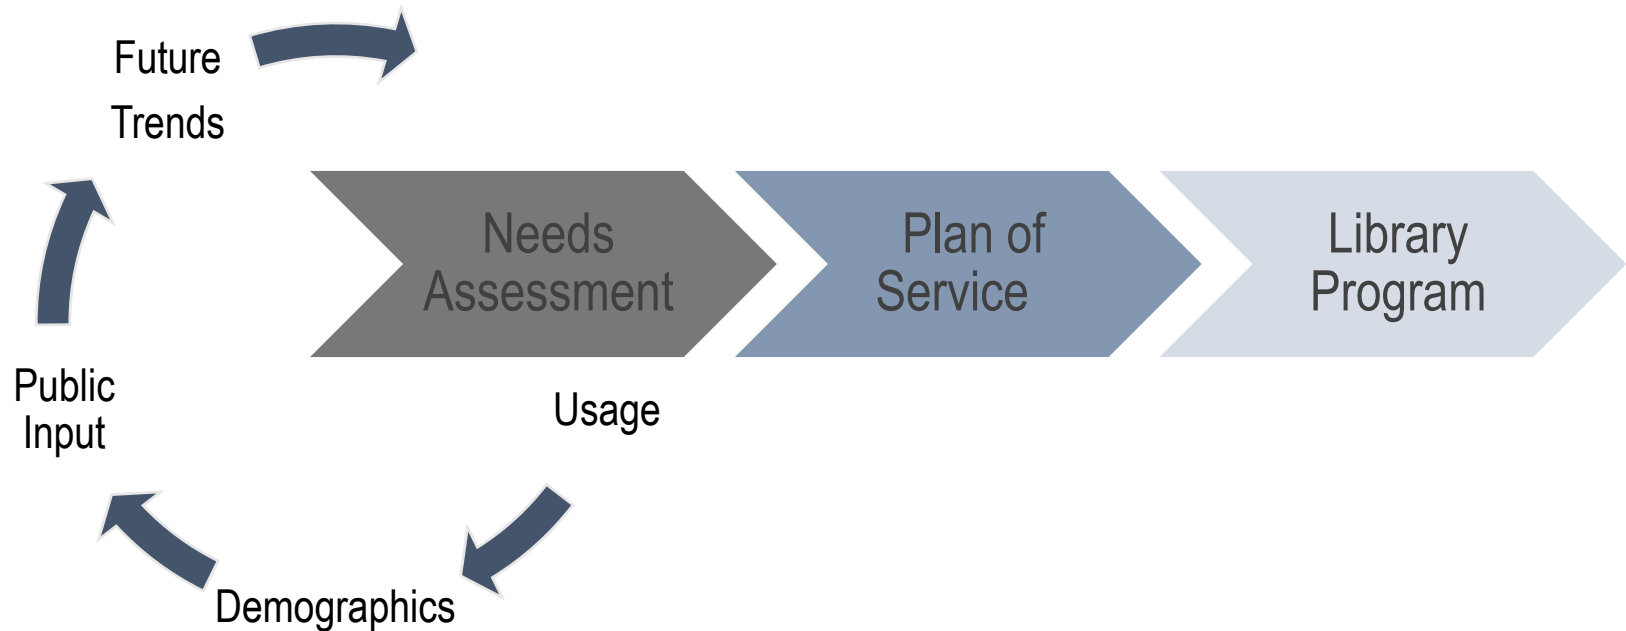 Future
Trends
Needs
Assessment
Plan of
Service
Library
Program
Public
Input
Usage
Demographics